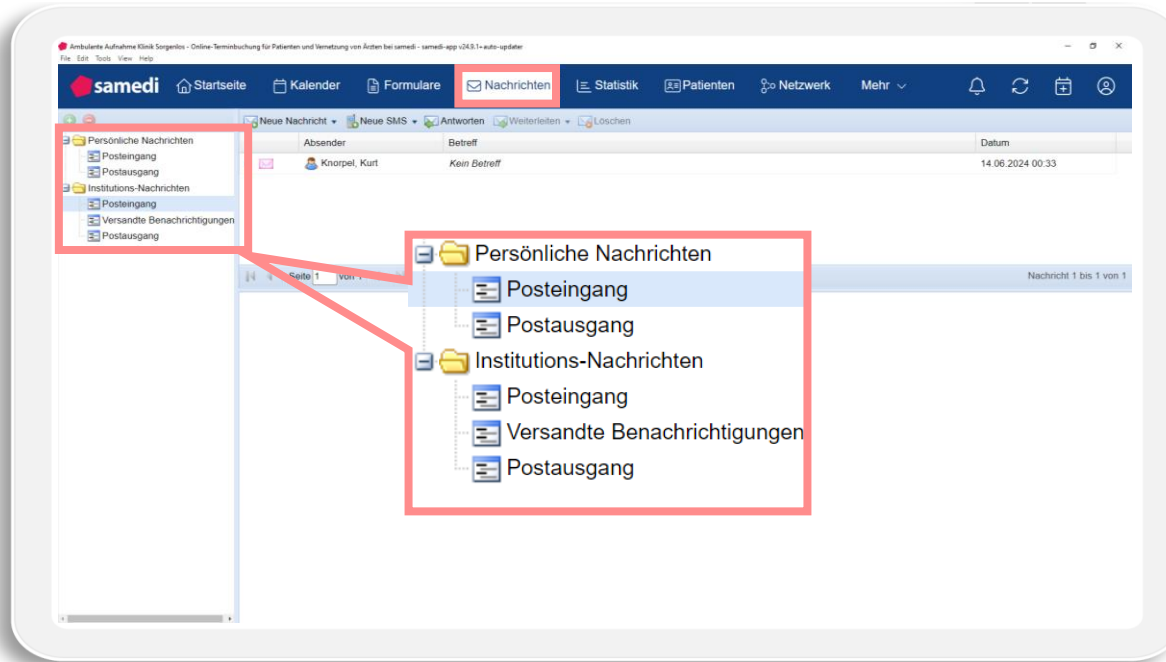 Ambulante Aufnahme Klinik Sorgenlos - Online-Terminbuchung für Patienten und Vernetzung von Ärzten bei samedi - samedi-app v24.9.1+auto-updater
File Edit Tools View Help
samedi Startseite Kalender Formulare Nachrichten Statistik Patienten Netzwerk Mehr
Neue Nachricht Neue SMS Antworten Weiterleiten Löschen
Absender Betreff Datum
Knorpel, Kurt Kein Betreff 14.06.2024 00:33
Persönliche Nachrichten
Posteingang
Postausgang
Institutions-Nachrichten
Posteingang
Versandte Benachrichtigungen
Postausgang
Seite 1 von 1 Nachricht 1 bis 1 von 1
Persönliche Nachrichten
Posteingang
Postausgang
Institutions-Nachrichten
Posteingang
Versandte Benachrichtigungen
Postausgang